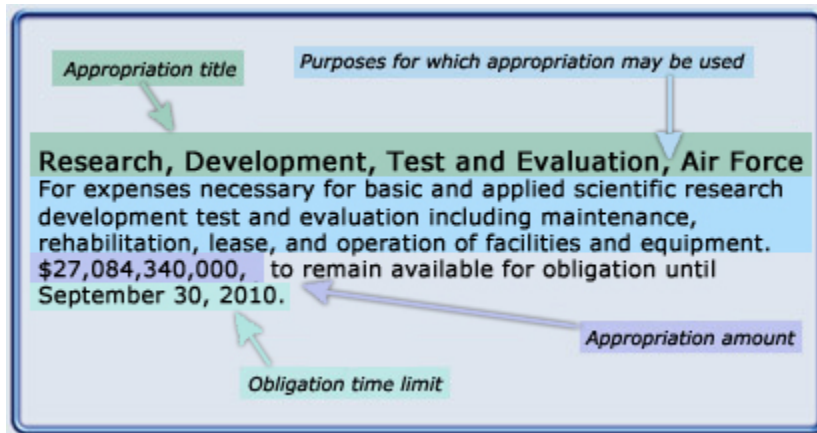 Appropriation title
Purposes for which appropriation may be used
Research, Development, Test and Evaluation, Air Force
For expenses necessary for basic and applied scientific research
development test and evaluation including maintenance,
rehabilitation, lease, and operation of facilities and equipment.
$27,084,340,000, to remain available for obligation until
September 30, 2010.
Appropriation amount
Obligation time limit